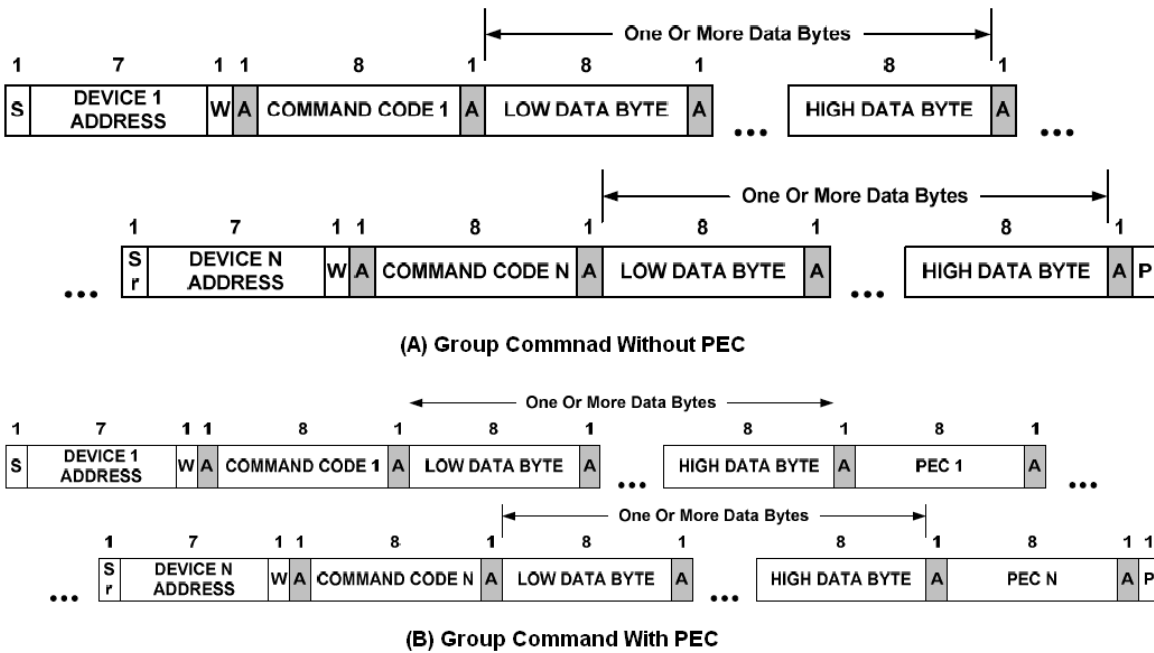 One Or More Data Bytes
1 7 1 1 8 1 8 1 8 1
S DEVICE 1 ADDRESS W A COMMAND CODE 1 A LOW DATA BYTE A ... HIGH DATA BYTE A ...
One Or More Data Bytes
1 7 1 1 8 1 8 1 8 1
... Sr DEVICE N ADDRESS W A COMMAND CODE N A LOW DATA BYTE A ... HIGH DATA BYTE A P
(A) Group Commnad Without PEC
One Or More Data Bytes
1 7 1 1 8 1 8 1 8 1 8 1
S DEVICE 1 ADDRESS W A COMMAND CODE 1 A LOW DATA BYTE A ... HIGH DATA BYTE A PEC 1 A ...
One Or More Data Bytes
1 7 1 1 8 1 8 1 8 1 8 1 1
... Sr DEVICE N ADDRESS W A COMMAND CODE N A LOW DATA BYTE A ... HIGH DATA BYTE A PEC N A P
(B) Group Command With PEC